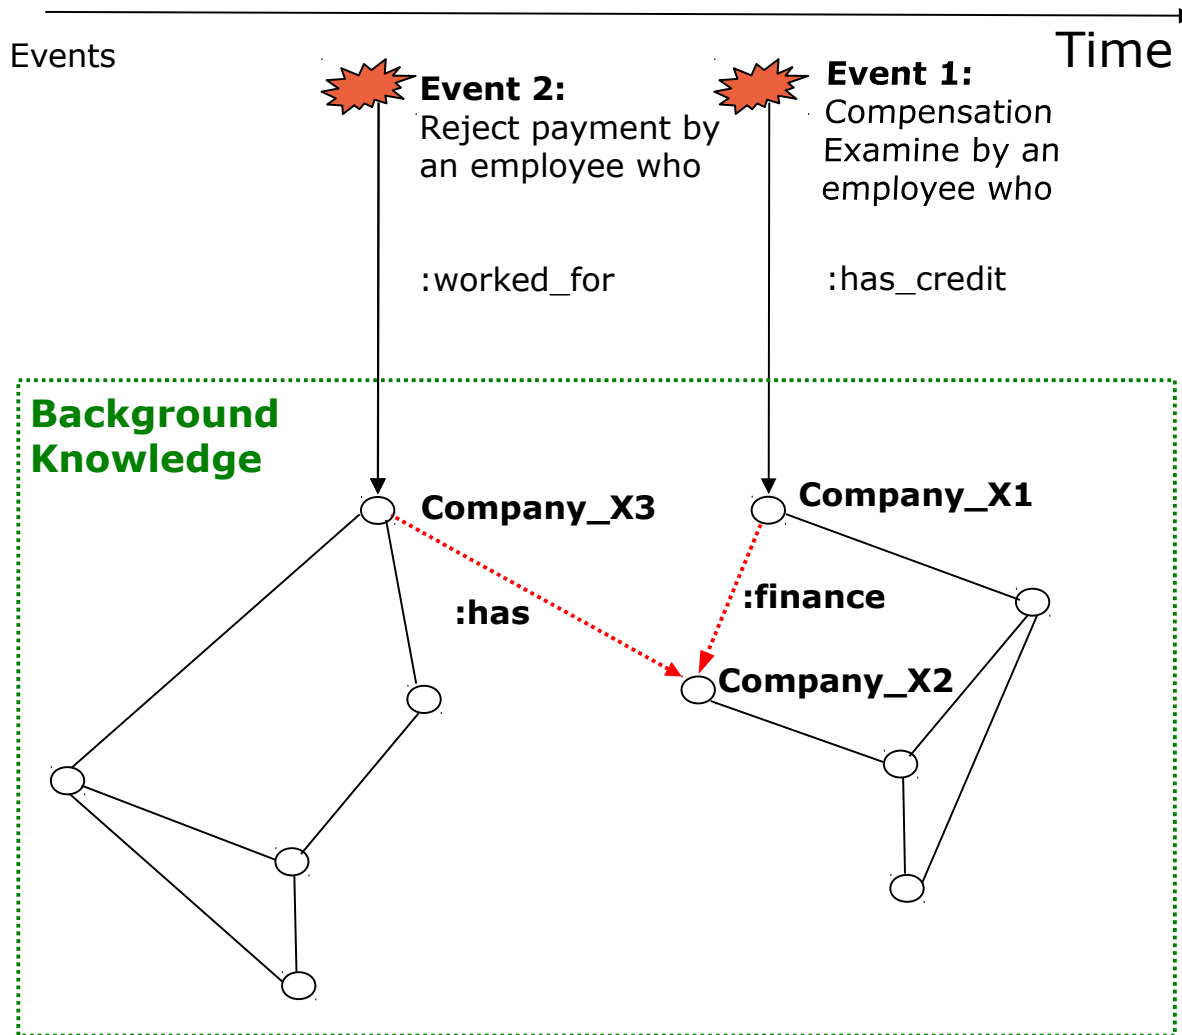 Time
Events
Event 2:
Reject payment by
an employee who
Event 1:
Compensation
Examine by an
employee who
:worked_for
:has_credit
Background
Knowledge
Company_X3
Company_X1
:has
:finance
Company_X2